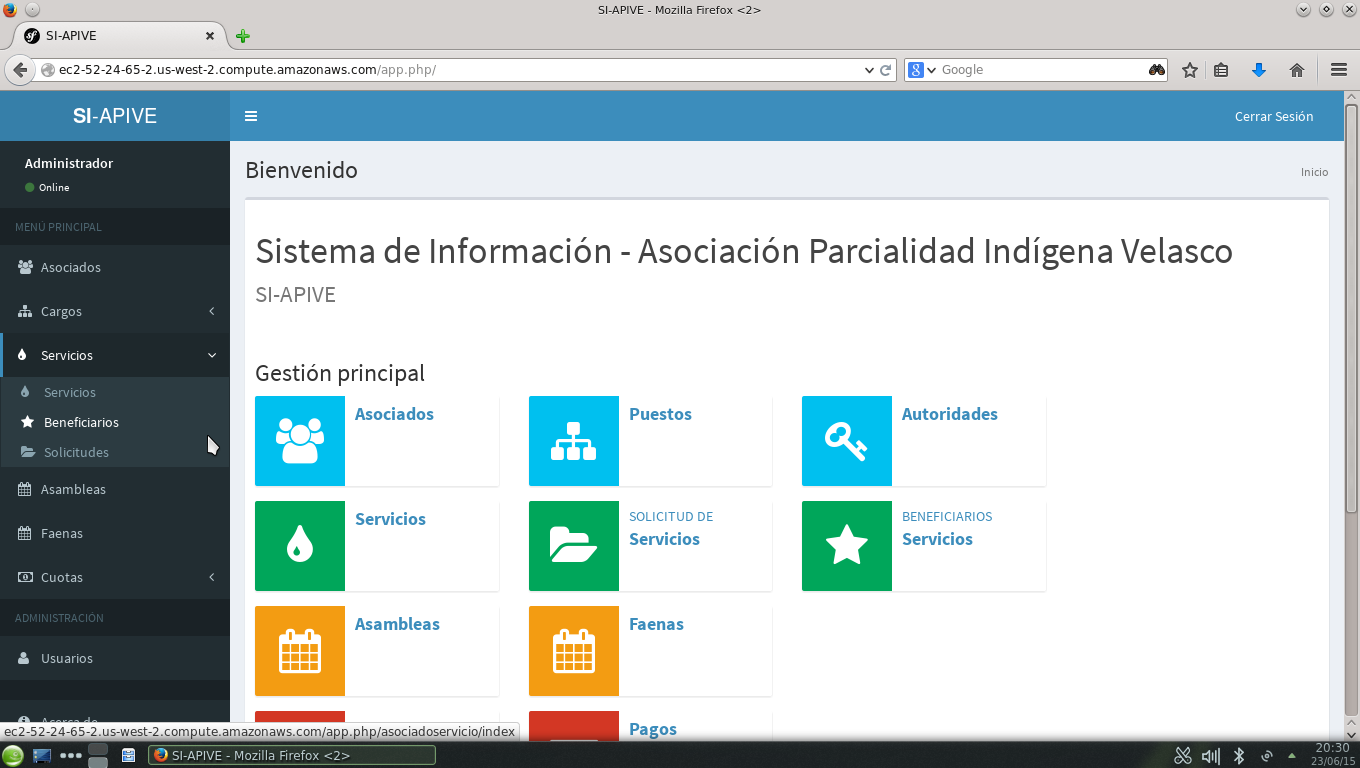 SI-APIVE - Mozilla Firefox <2>
SI-APIVE
ec2-52-24-65-2.us-west-2.compute.amazonaws.com/app.php/
Google
SI-APIVE
Cerrar Sesión
Administrador
Online
MENÚ PRINCIPAL
Asociados
Cargos
Servicios
Servicios
Beneficiarios
Solicitudes
Asambleas
Faenas
Cuotas
ADMINISTRACIÓN
Usuarios
Acerca de
Bienvenido
Inicio
Sistema de Información - Asociación Parcialidad Indígena Velasco
SI-APIVE
Gestión principal
Asociados
Puestos
Autoridades
Servicios
SOLICITUD DE
Servicios
BENEFICIARIOS
Servicios
Asambleas
Faenas
Pagos
ec2-52-24-65-2.us-west-2.compute.amazonaws.com/app.php/asociadoservicio/index
SI-APIVE - Mozilla Firefox <2>
20:30
23/06/15